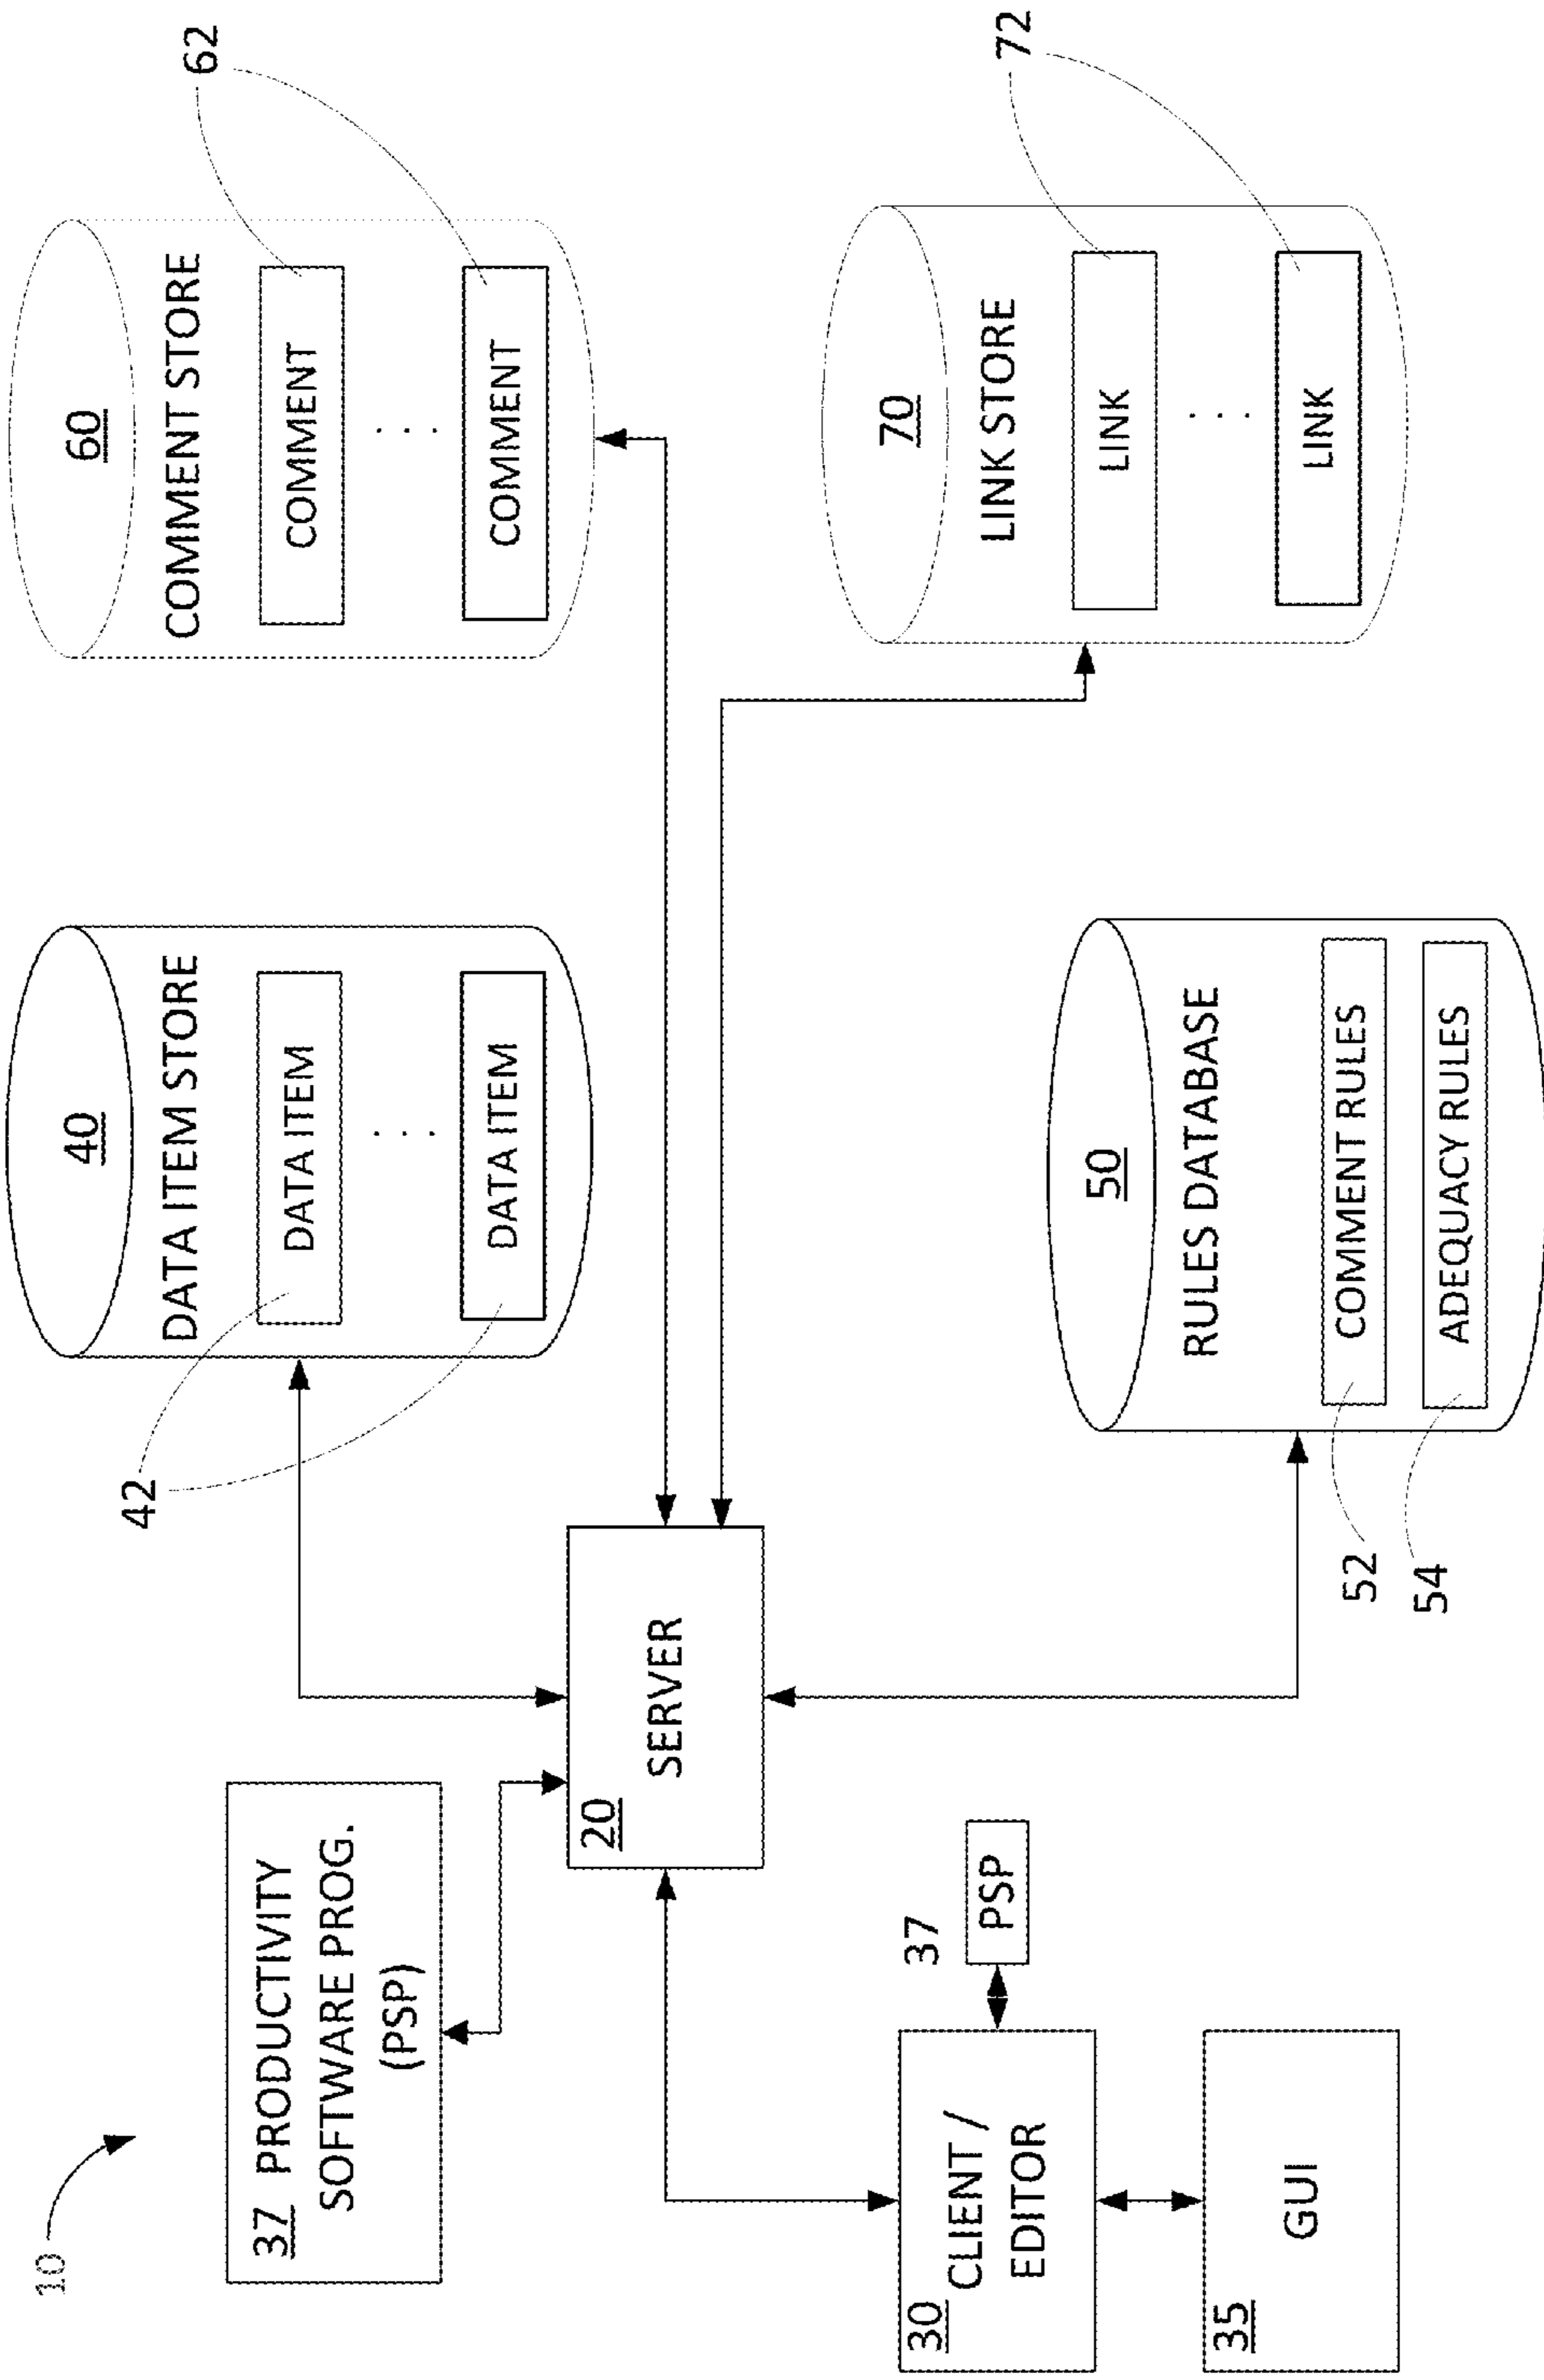 10
37 PRODUCTIVITY
SOFTWARE PROG.
(PSP)
40
DATA ITEM STORE
DATA ITEM
. . .
DATA ITEM
42
60
COMMENT STORE
COMMENT
. . .
COMMENT
62
20
SERVER
30
CLIENT /
EDITOR
37
PSP
35
GUI
50
RULES DATABASE
COMMENT RULES
ADEQUACY RULES
52
54
70
LINK STORE
LINK
. . .
LINK
72